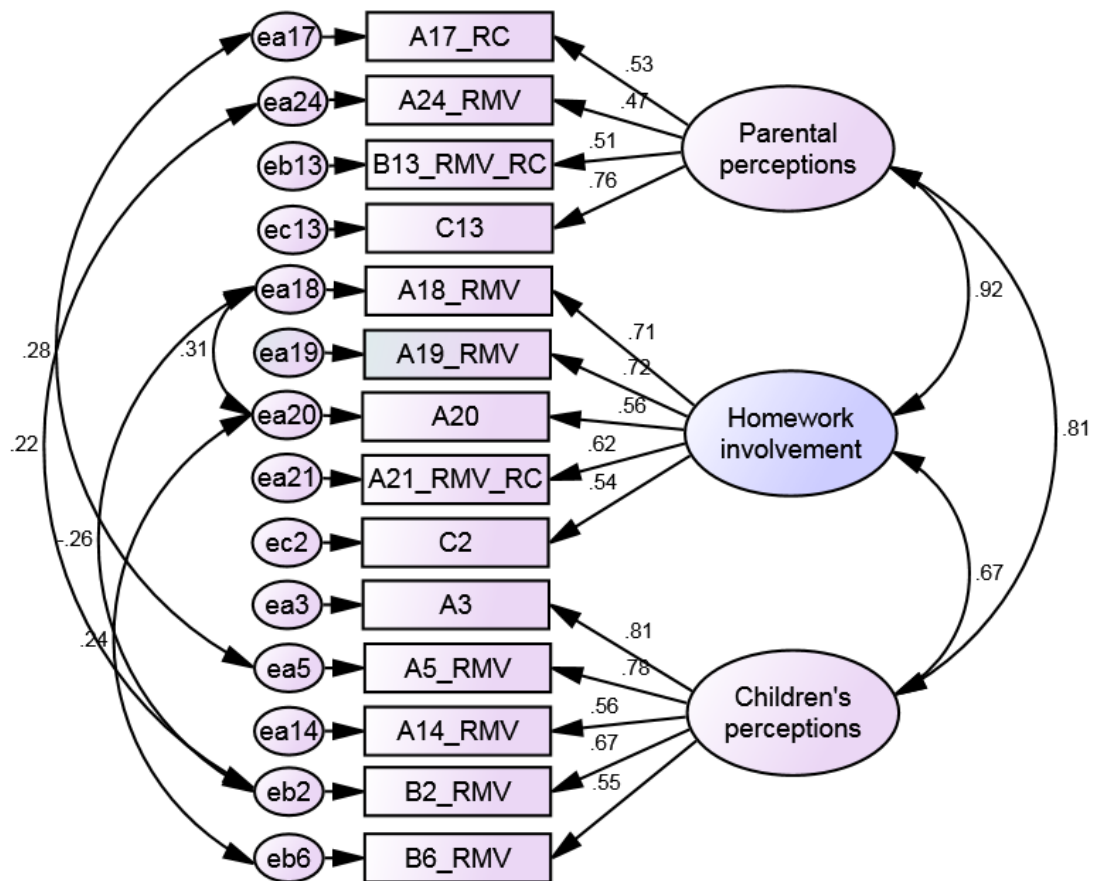 ea17
A17_RC
.53
ea24
A24_RMV
.47
Parental
perceptions
eb13
B13_RMV_RC
.51
.76
ec13
C13
ea18
A18_RMV
.92
.71
.31
.28
ea19
A19_RMV
.72
ea20
A20
.56
Homework
involvement
.81
.22
.62
ea21
A21_RMV_RC
.54
ec2
C2
-.26
.67
ea3
A3
.81
.24
ea5
A5_RMV
.78
Children's
perceptions
.56
ea14
A14_RMV
.67
eb2
B2_RMV
.55
eb6
B6_RMV